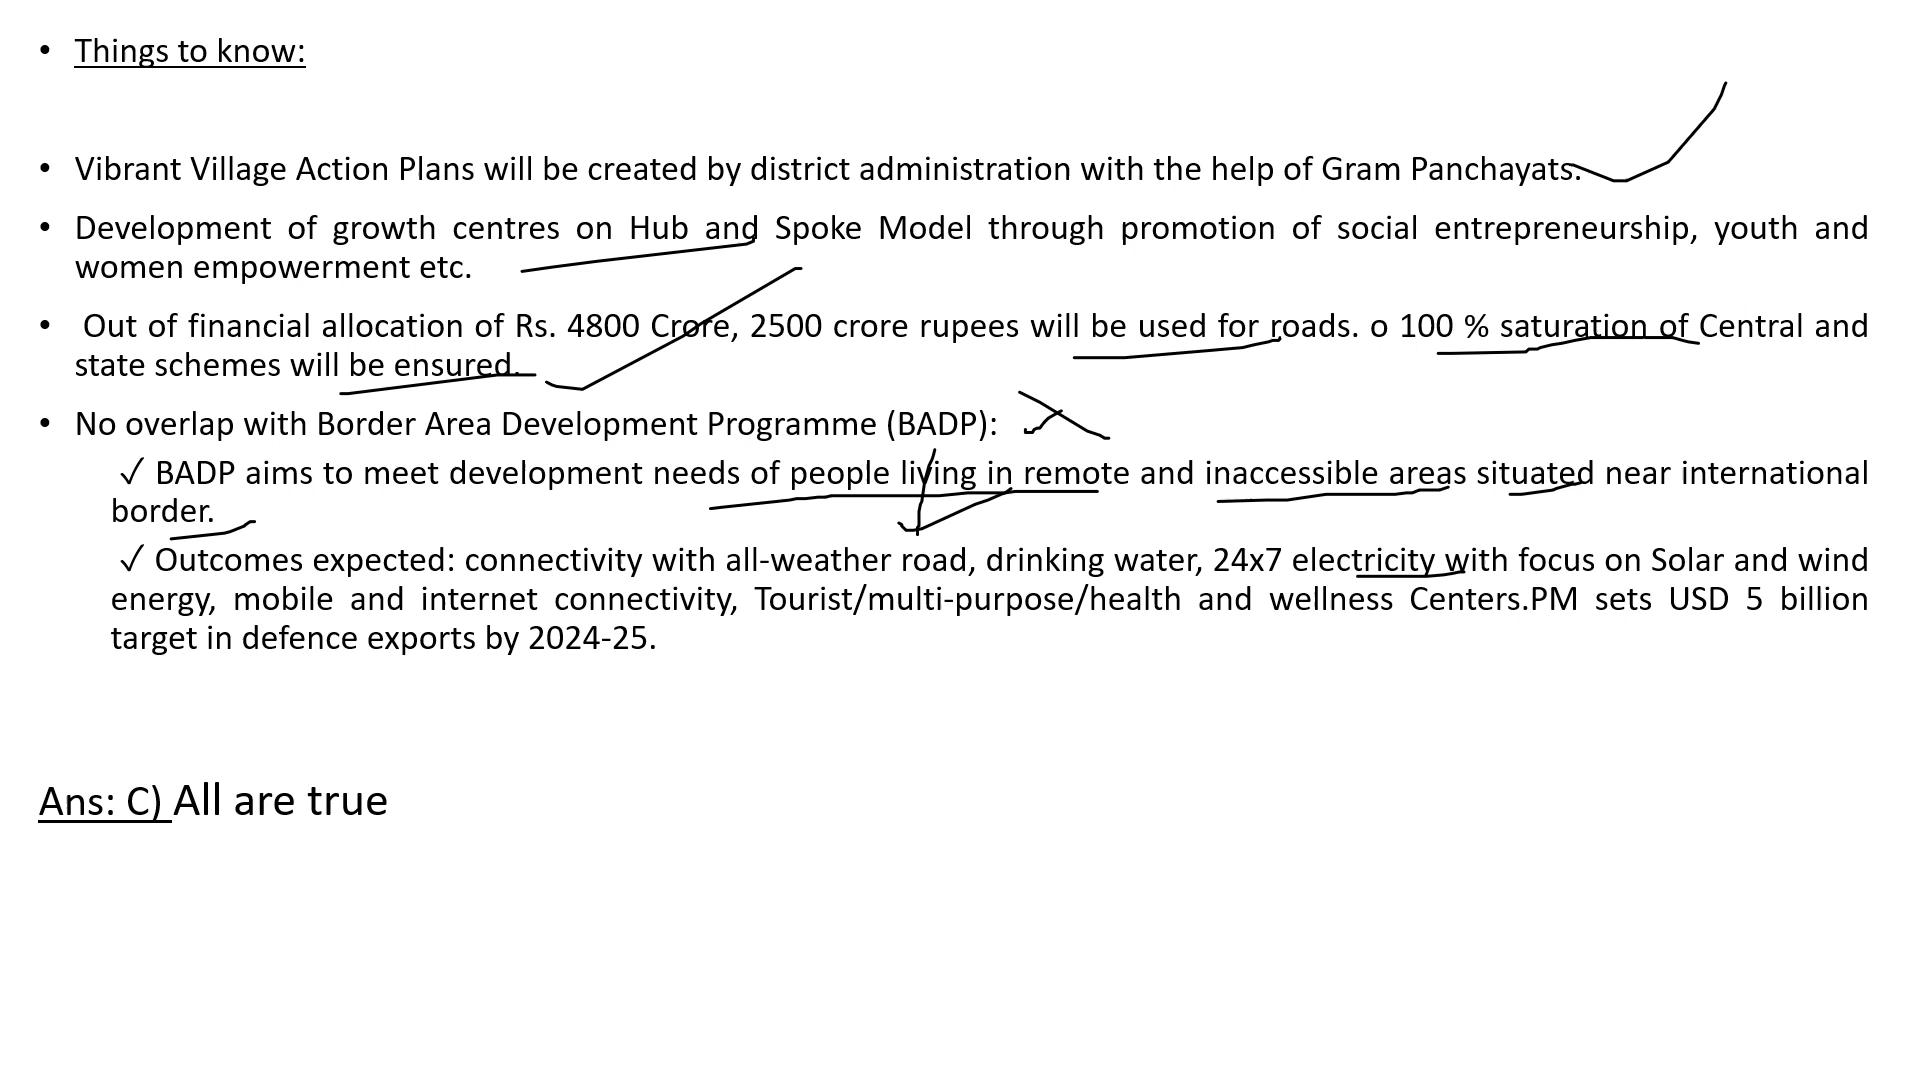 • Things to know:
• Vibrant Village Action Plans will be created by district administration with the help of Gram Panchayats.
• Development of growth centres on Hub and Spoke Model through promotion of social entrepreneurship, youth and
women empowerment etc.
• Out of financial allocation of Rs. 4800 Crore, 2500 crore rupees will be used for roads. o 100 % saturation of Central and
state schemes will be ensured.
• No overlap with Border Area Development Programme (BADP):
✓ BADP aims to meet development needs of people living in remote and inaccessible areas situated near international
border.
✓ Outcomes expected: connectivity with all-weather road, drinking water, 24x7 electricity with focus on Solar and wind
energy, mobile and internet connectivity, Tourist/multi-purpose/health and wellness Centers.PM sets USD 5 billion
target in defence exports by 2024-25.
Ans: C) All are true